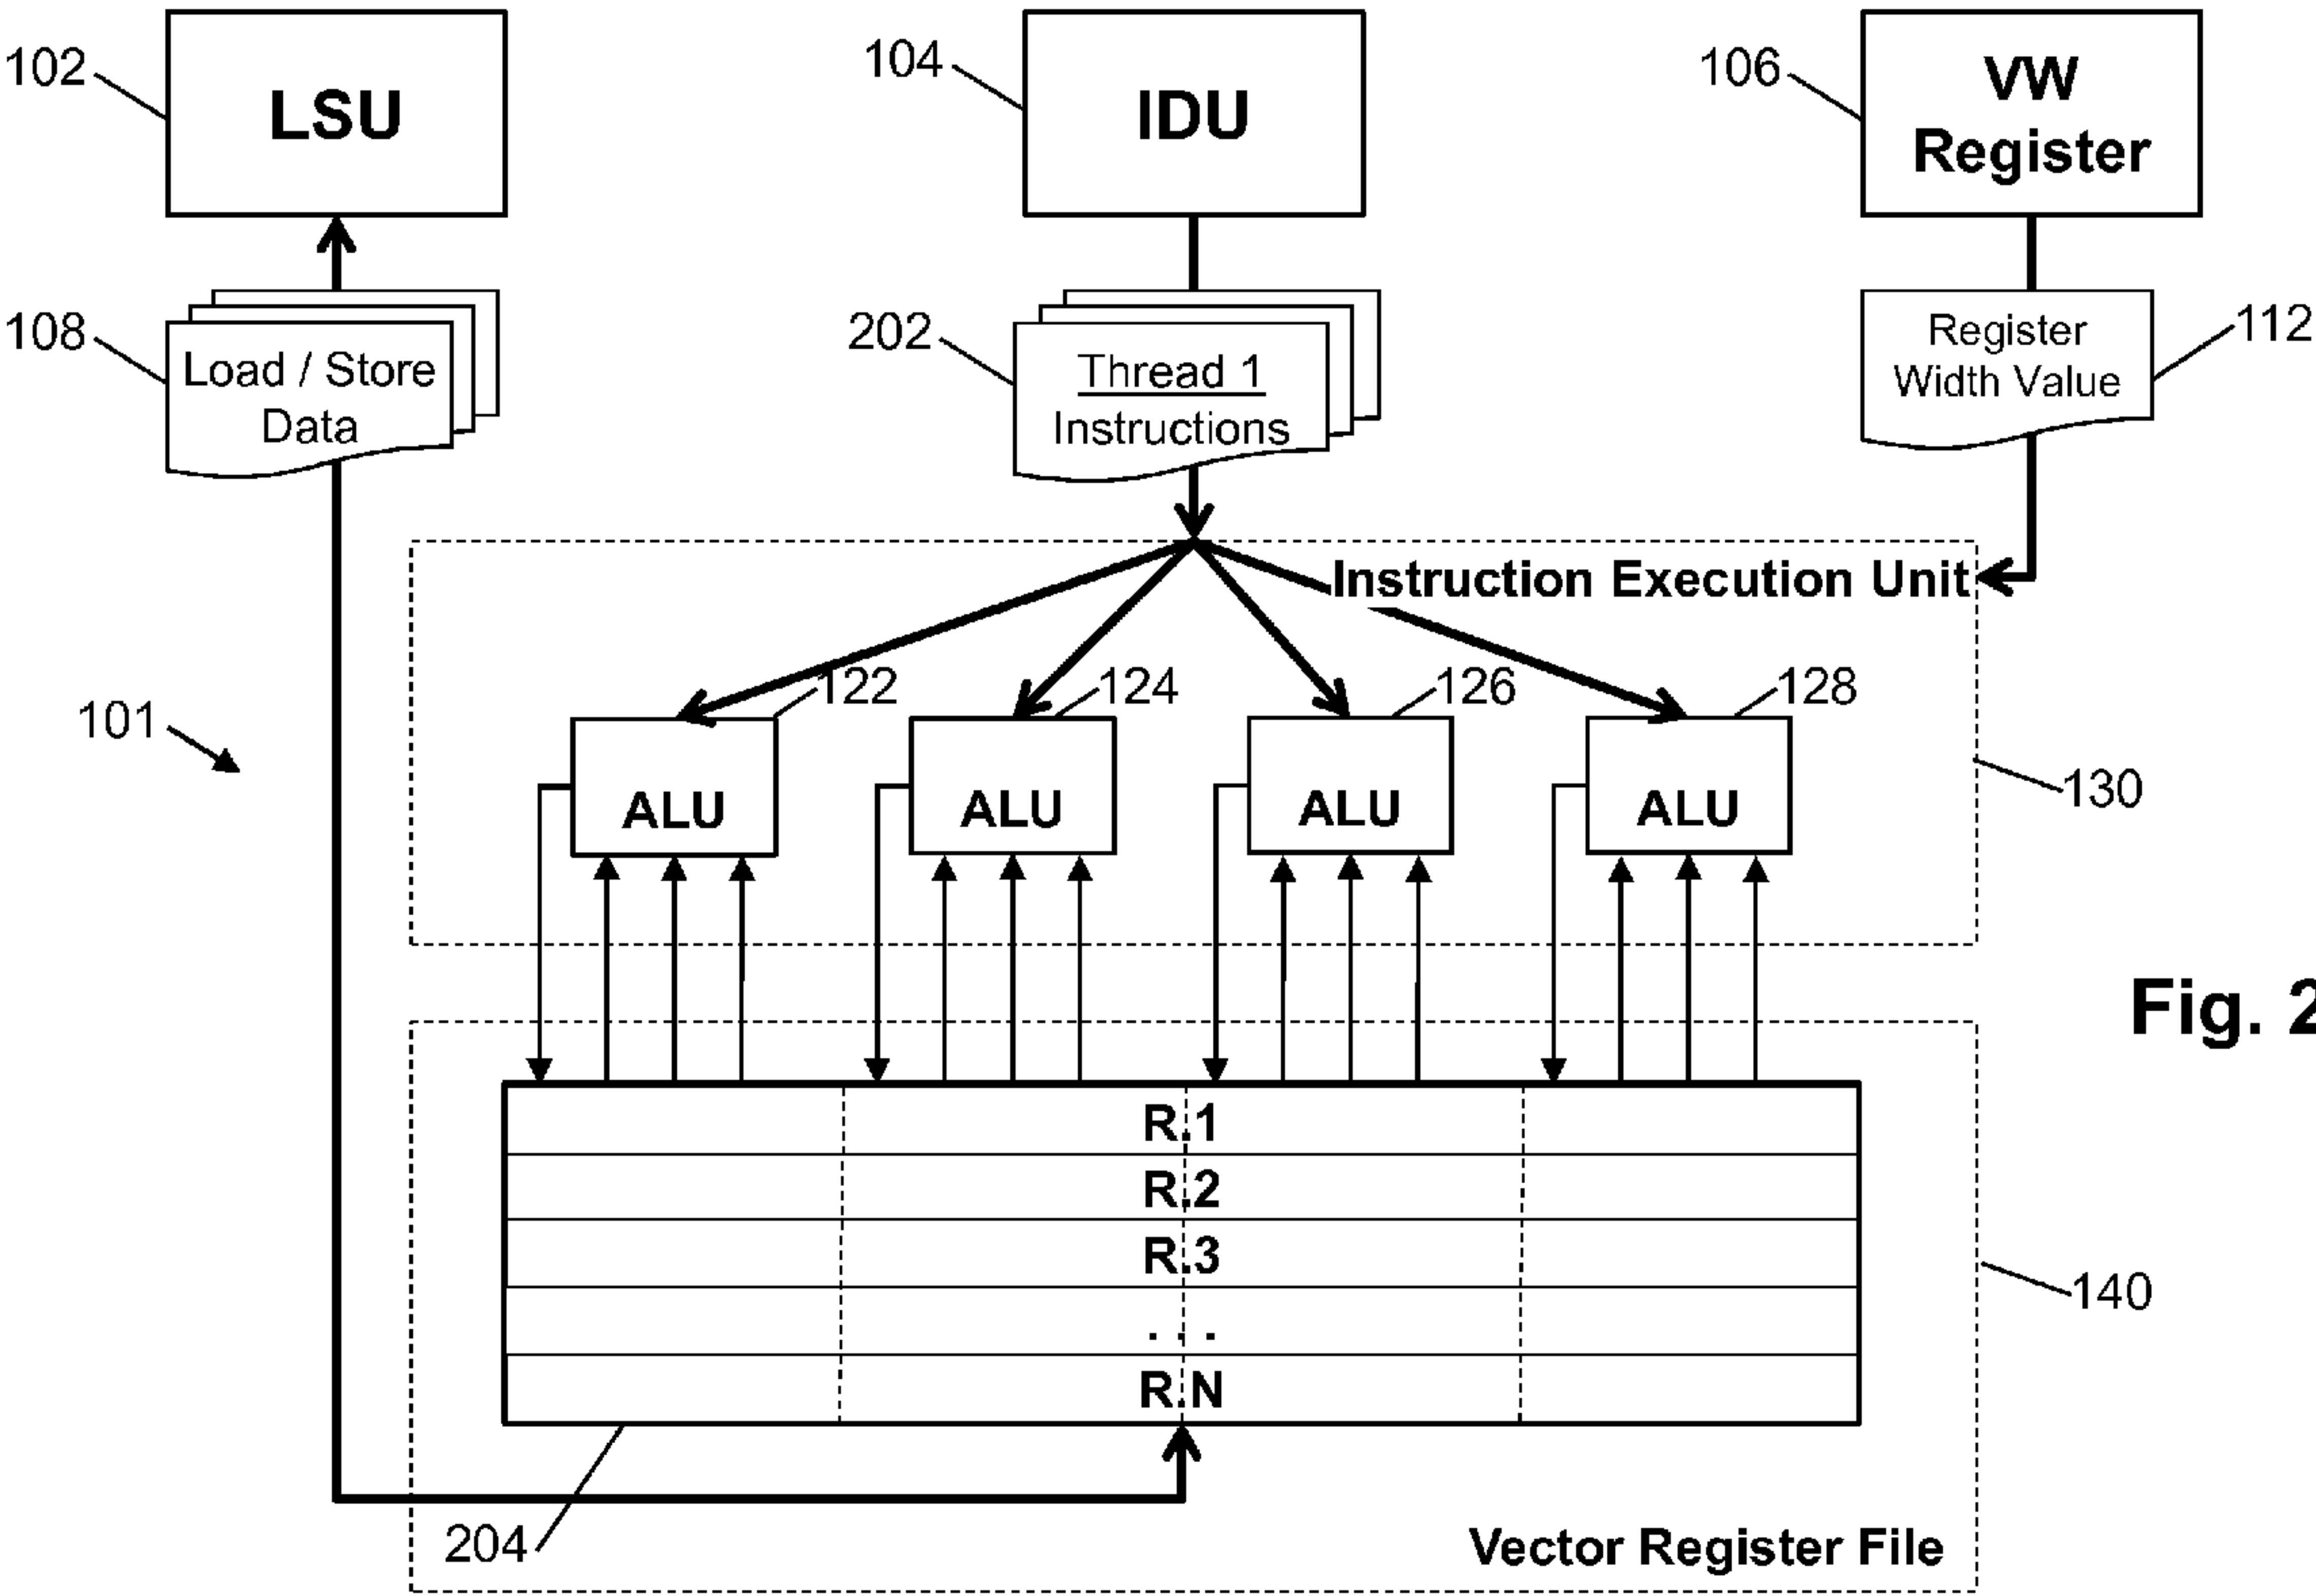 102
LSU
104
IDU
106
VW
Register
108
Load / Store
Data
202
Thread 1
Instructions
Register
Width Value
112
Instruction Execution Unit
101
122
124
126
128
ALU
ALU
ALU
ALU
130
Fig. 2
R.1
R.2
R.3
. . .
R.N
140
204
Vector Register File